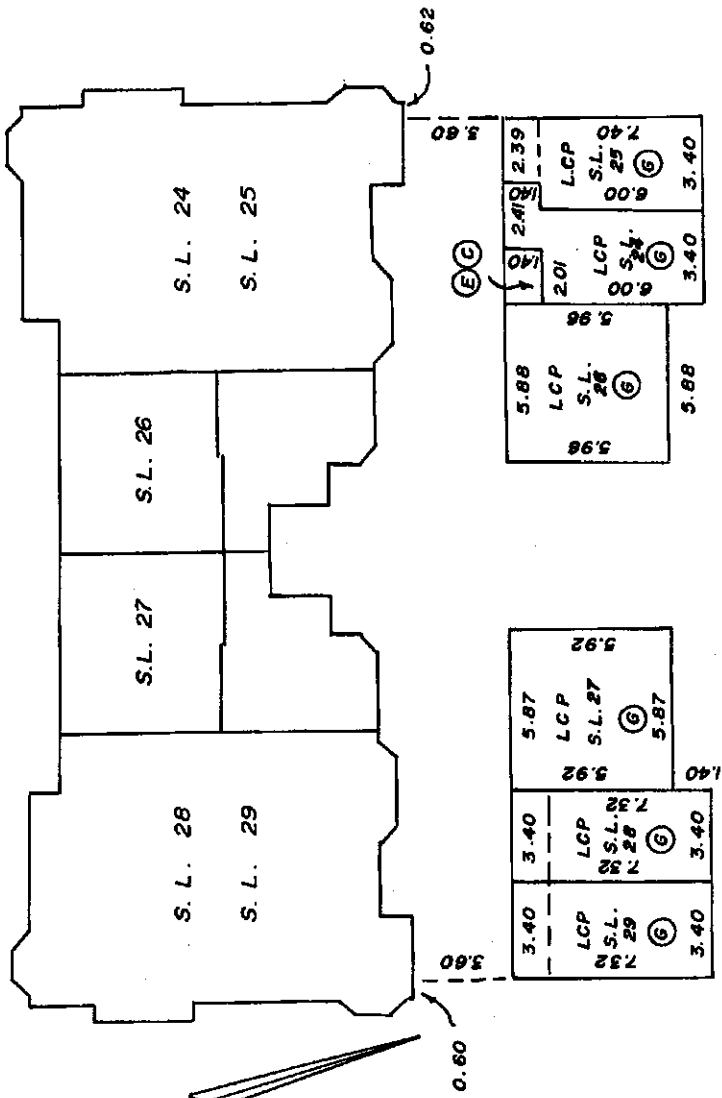 0.62
S.L. 24
S.L. 25
S.L. 26
S.L. 27
S.L. 28
S.L. 29
3.60
0.60
E C
1.40
2.41
1.40
2.39
2.01
6.00
LCP
S.L.
24
G
3.40
6.00
LCP
S.L.
25
G
7.40
3.40
5.96
5.88
LCP
S.L.
26
G
5.96
5.88
5.92
5.87
LCP
S.L. 27
G
5.87
5.92
1.40
3.40
7.32
LCP
S.L.
28
G
7.32
3.40
3.40
LCP
S.L.
29
G
7.32
3.40
3.60